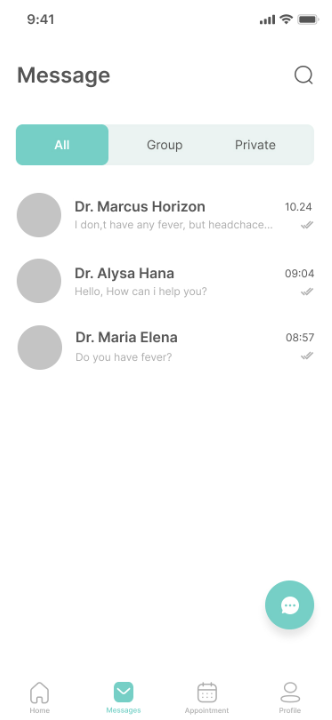 9:41
Message
All Group Private
Dr. Marcus Horizon 10.24
I don,t have any fever, but headchace...
Dr. Alysa Hana 09:04
Hello, How can i help you?
Dr. Maria Elena 08:57
Do you have fever?
Home Messages Appointment Profile